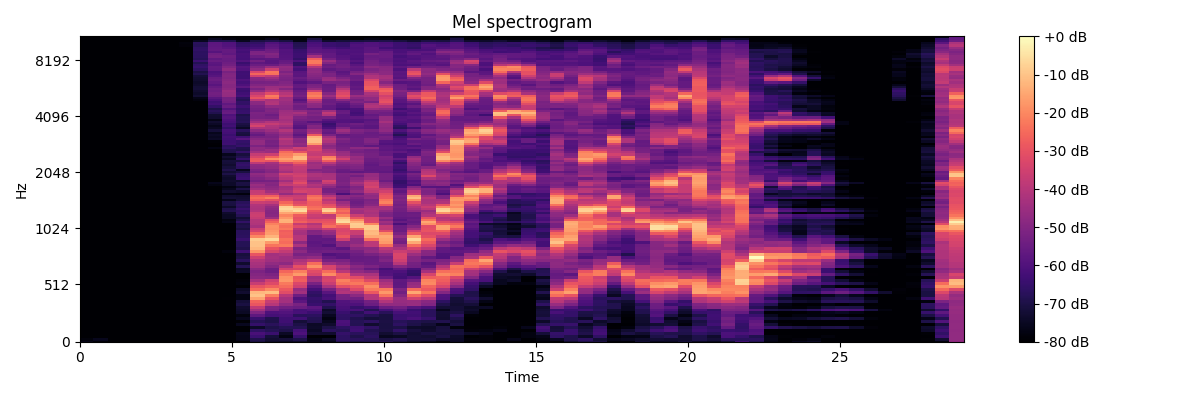 Mel spectrogram
8192
4096
2048
1024
512
0
Hz
0 5 10 15 20 25
Time
+0 dB
-10 dB
-20 dB
-30 dB
-40 dB
-50 dB
-60 dB
-70 dB
-80 dB